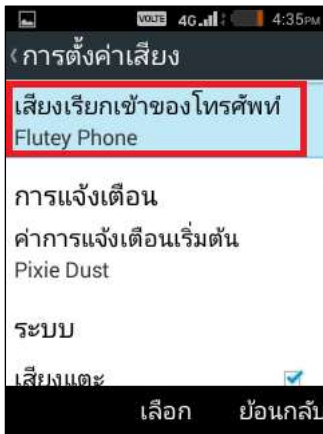 VOLTE 4G 4:35PM
การตั้งค่าเสียง
เสียงเรียกเข้าของโทรศัพท์
Flutey Phone
การแจ้งเตือน
ค่าการแจ้งเตือนเริ่มต้น
Pixie Dust
ระบบ
เสียงแตะ
เลือก ย้อนกลับ